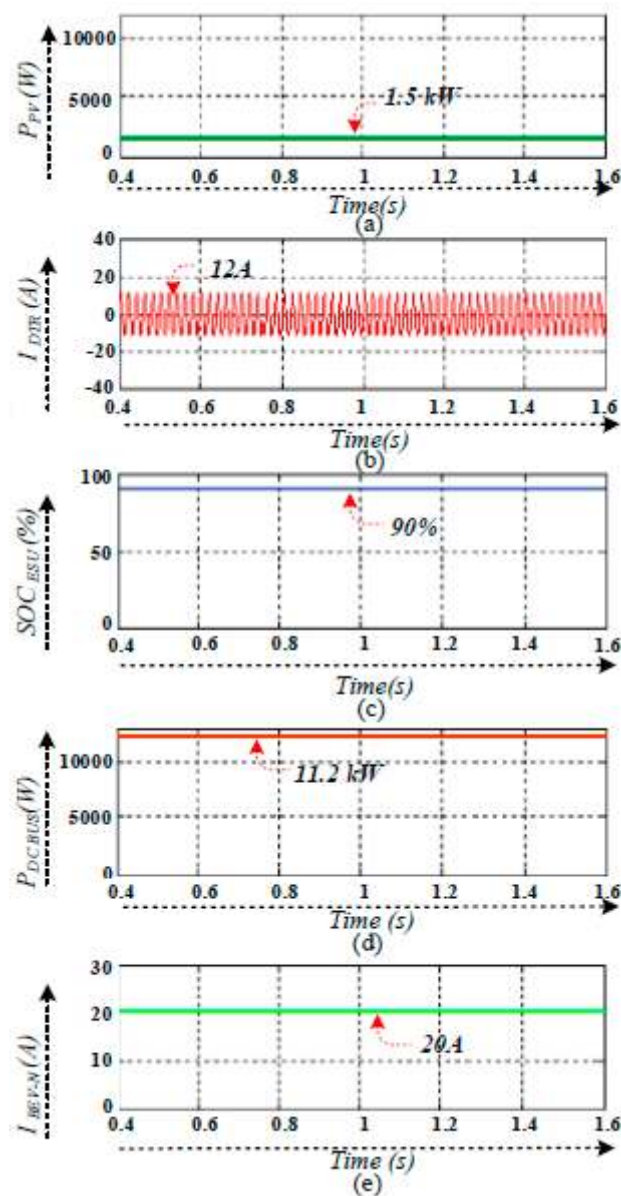 10000
5000
0
P_PV (W)
1.5 kW
0.4 0.6 0.8 1 1.2 1.4 1.6
Time(s)
(a)
40
20
0
-20
-40
I_DTR (A)
12A
0.4 0.6 0.8 1 1.2 1.4 1.6
Time(s)
(b)
100
50
0
SOC_ESU (%)
90%
0.4 0.6 0.8 1 1.2 1.4 1.6
Time(s)
(c)
10000
5000
0
P_DCBUS(W)
11.2 kW
0.4 0.6 0.8 1 1.2 1.4 1.6
Time (s)
(d)
30
20
10
0
I_BEV-N (A)
20A
0.4 0.6 0.8 1 1.2 1.4 1.6
Time (s)
(e)